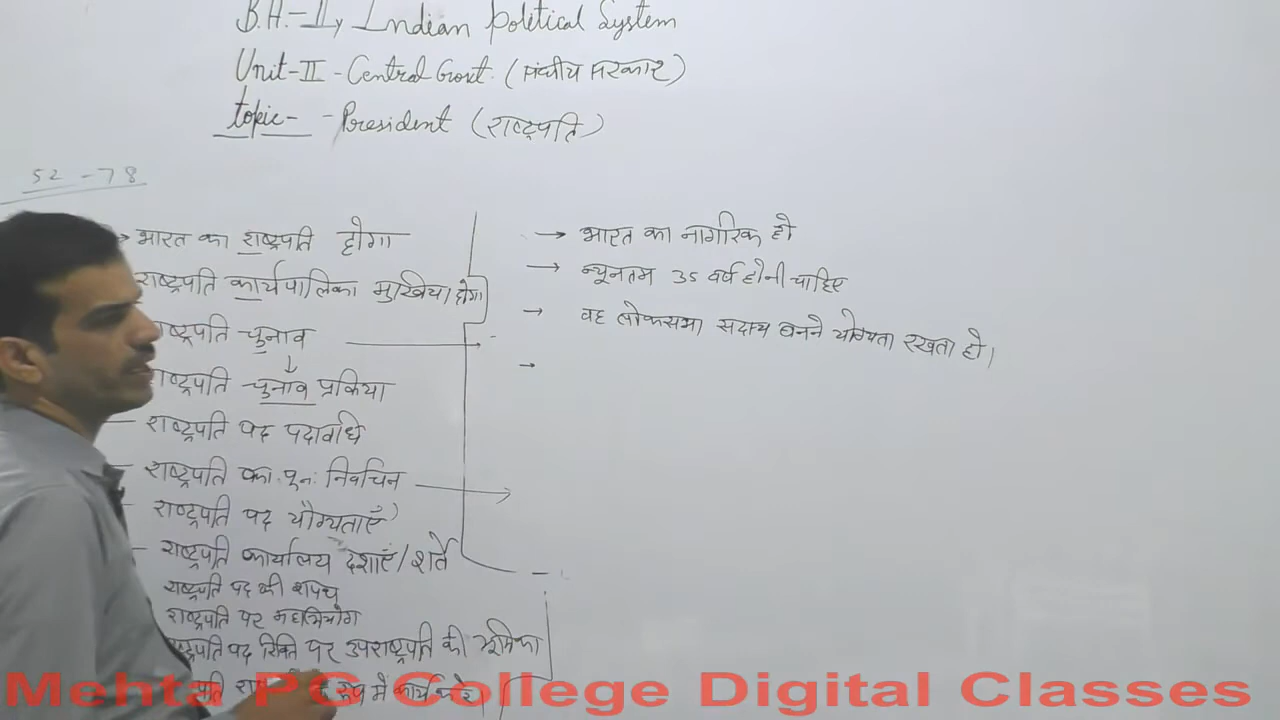 B.A.-II, Indian Political System
Unit-II - Central Govt. (संघीय सरकार)
topic- - President (राष्ट्रपति)
52 - 78
→ भारत का राष्ट्रपति होगा
राष्ट्रपति कार्यपालिका मुखिया होगा
राष्ट्रपति चुनाव
राष्ट्रपति चुनाव प्रक्रिया
राष्ट्रपति पद पदावधि
राष्ट्रपति का पुनः निर्वाचन
राष्ट्रपति पद योग्यताएँ
राष्ट्रपति कार्यालय दशाएँ/शर्ते
राष्ट्रपति पद की शपथ
राष्ट्रपति पर महाभियोग
राष्ट्रपति पद रिक्ति पर उपराष्ट्रपति की भूमिका
रूप में कार्य
→ भारत का नागरिक हो
→ न्यूनतम 35 वर्ष होनी चाहिए
→ वह लोकसभा सदस्य बनने योग्यता रखता हो।
→
Mehta PG College Digital Classes